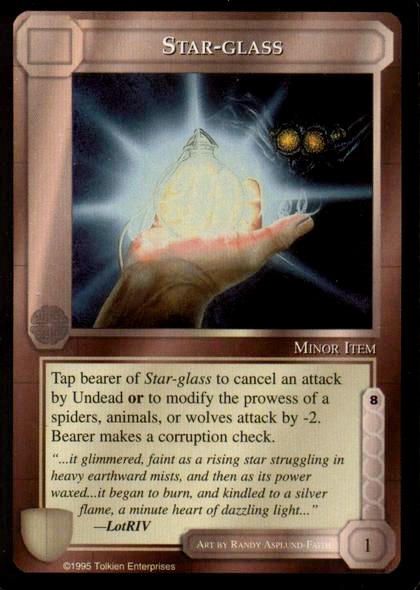 STAR-GLASS
MINOR ITEM
Tap bearer of Star-glass to cancel an attack
by Undead or to modify the prowess of a
spiders, animals, or wolves attack by -2.
Bearer makes a corruption check.
8
"...it glimmered, faint as a rising star struggling in
heavy earthward mists, and then as its power
waxed...it began to burn, and kindled to a silver
flame, a minute heart of dazzling light..."
—LotRIV
ART BY RANDY ASPLUND-FAITH
1
©1995 Tolkien Enterprises